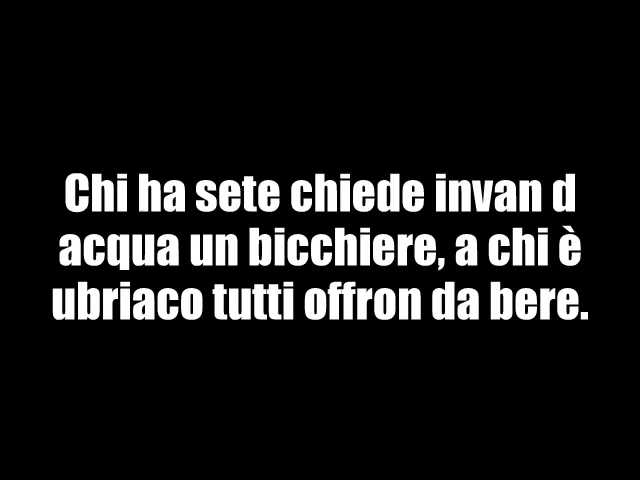 Chi ha sete chiede invan d
acqua un bicchiere, a chi è
ubriaco tutti offron da bere.